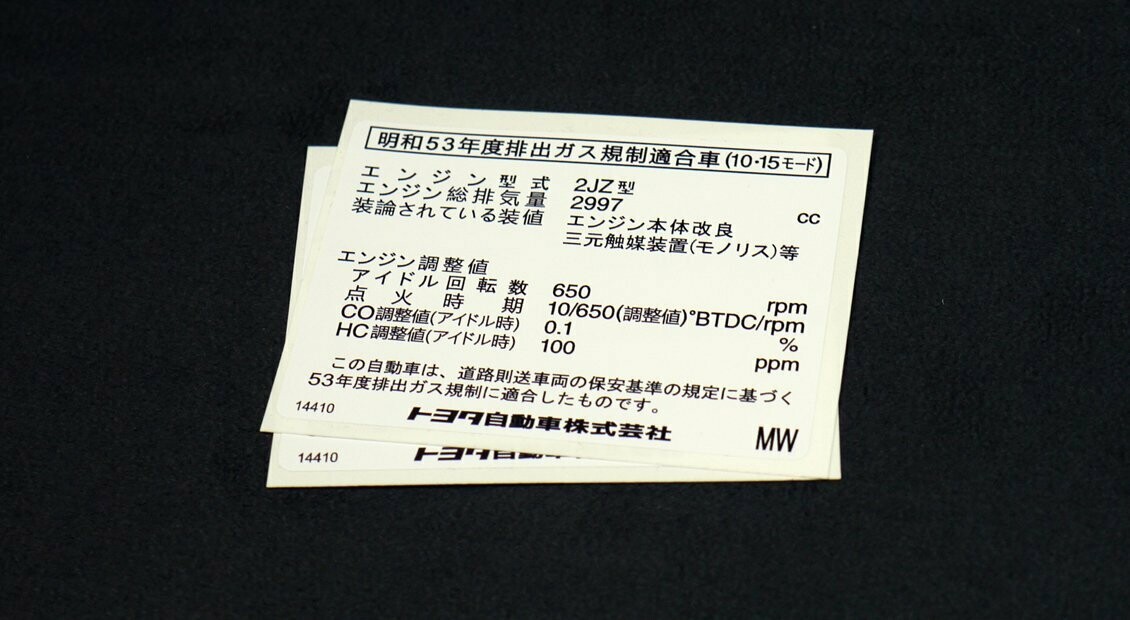 明和53年度排出ガス規制適合車(10・15モード)
エンジン型式 2JZ型
エンジン総排気量 2997 cc
装論されている装値 エンジン本体改良
三元触媒装置(モノリス)等
エンジン調整値
アイドル回転数 650 rpm
点火時期 10/650(調整値)°BTDC/rpm
CO調整値(アイドル時) 0.1 %
HC調整値(アイドル時) 100 ppm
この自動車は、道路則送車両の保安基準の規定に基づく
53年度排出ガス規制に適合したものです。
14410 トヨタ自動車株式会社 MW
14410 トヨタ自動車